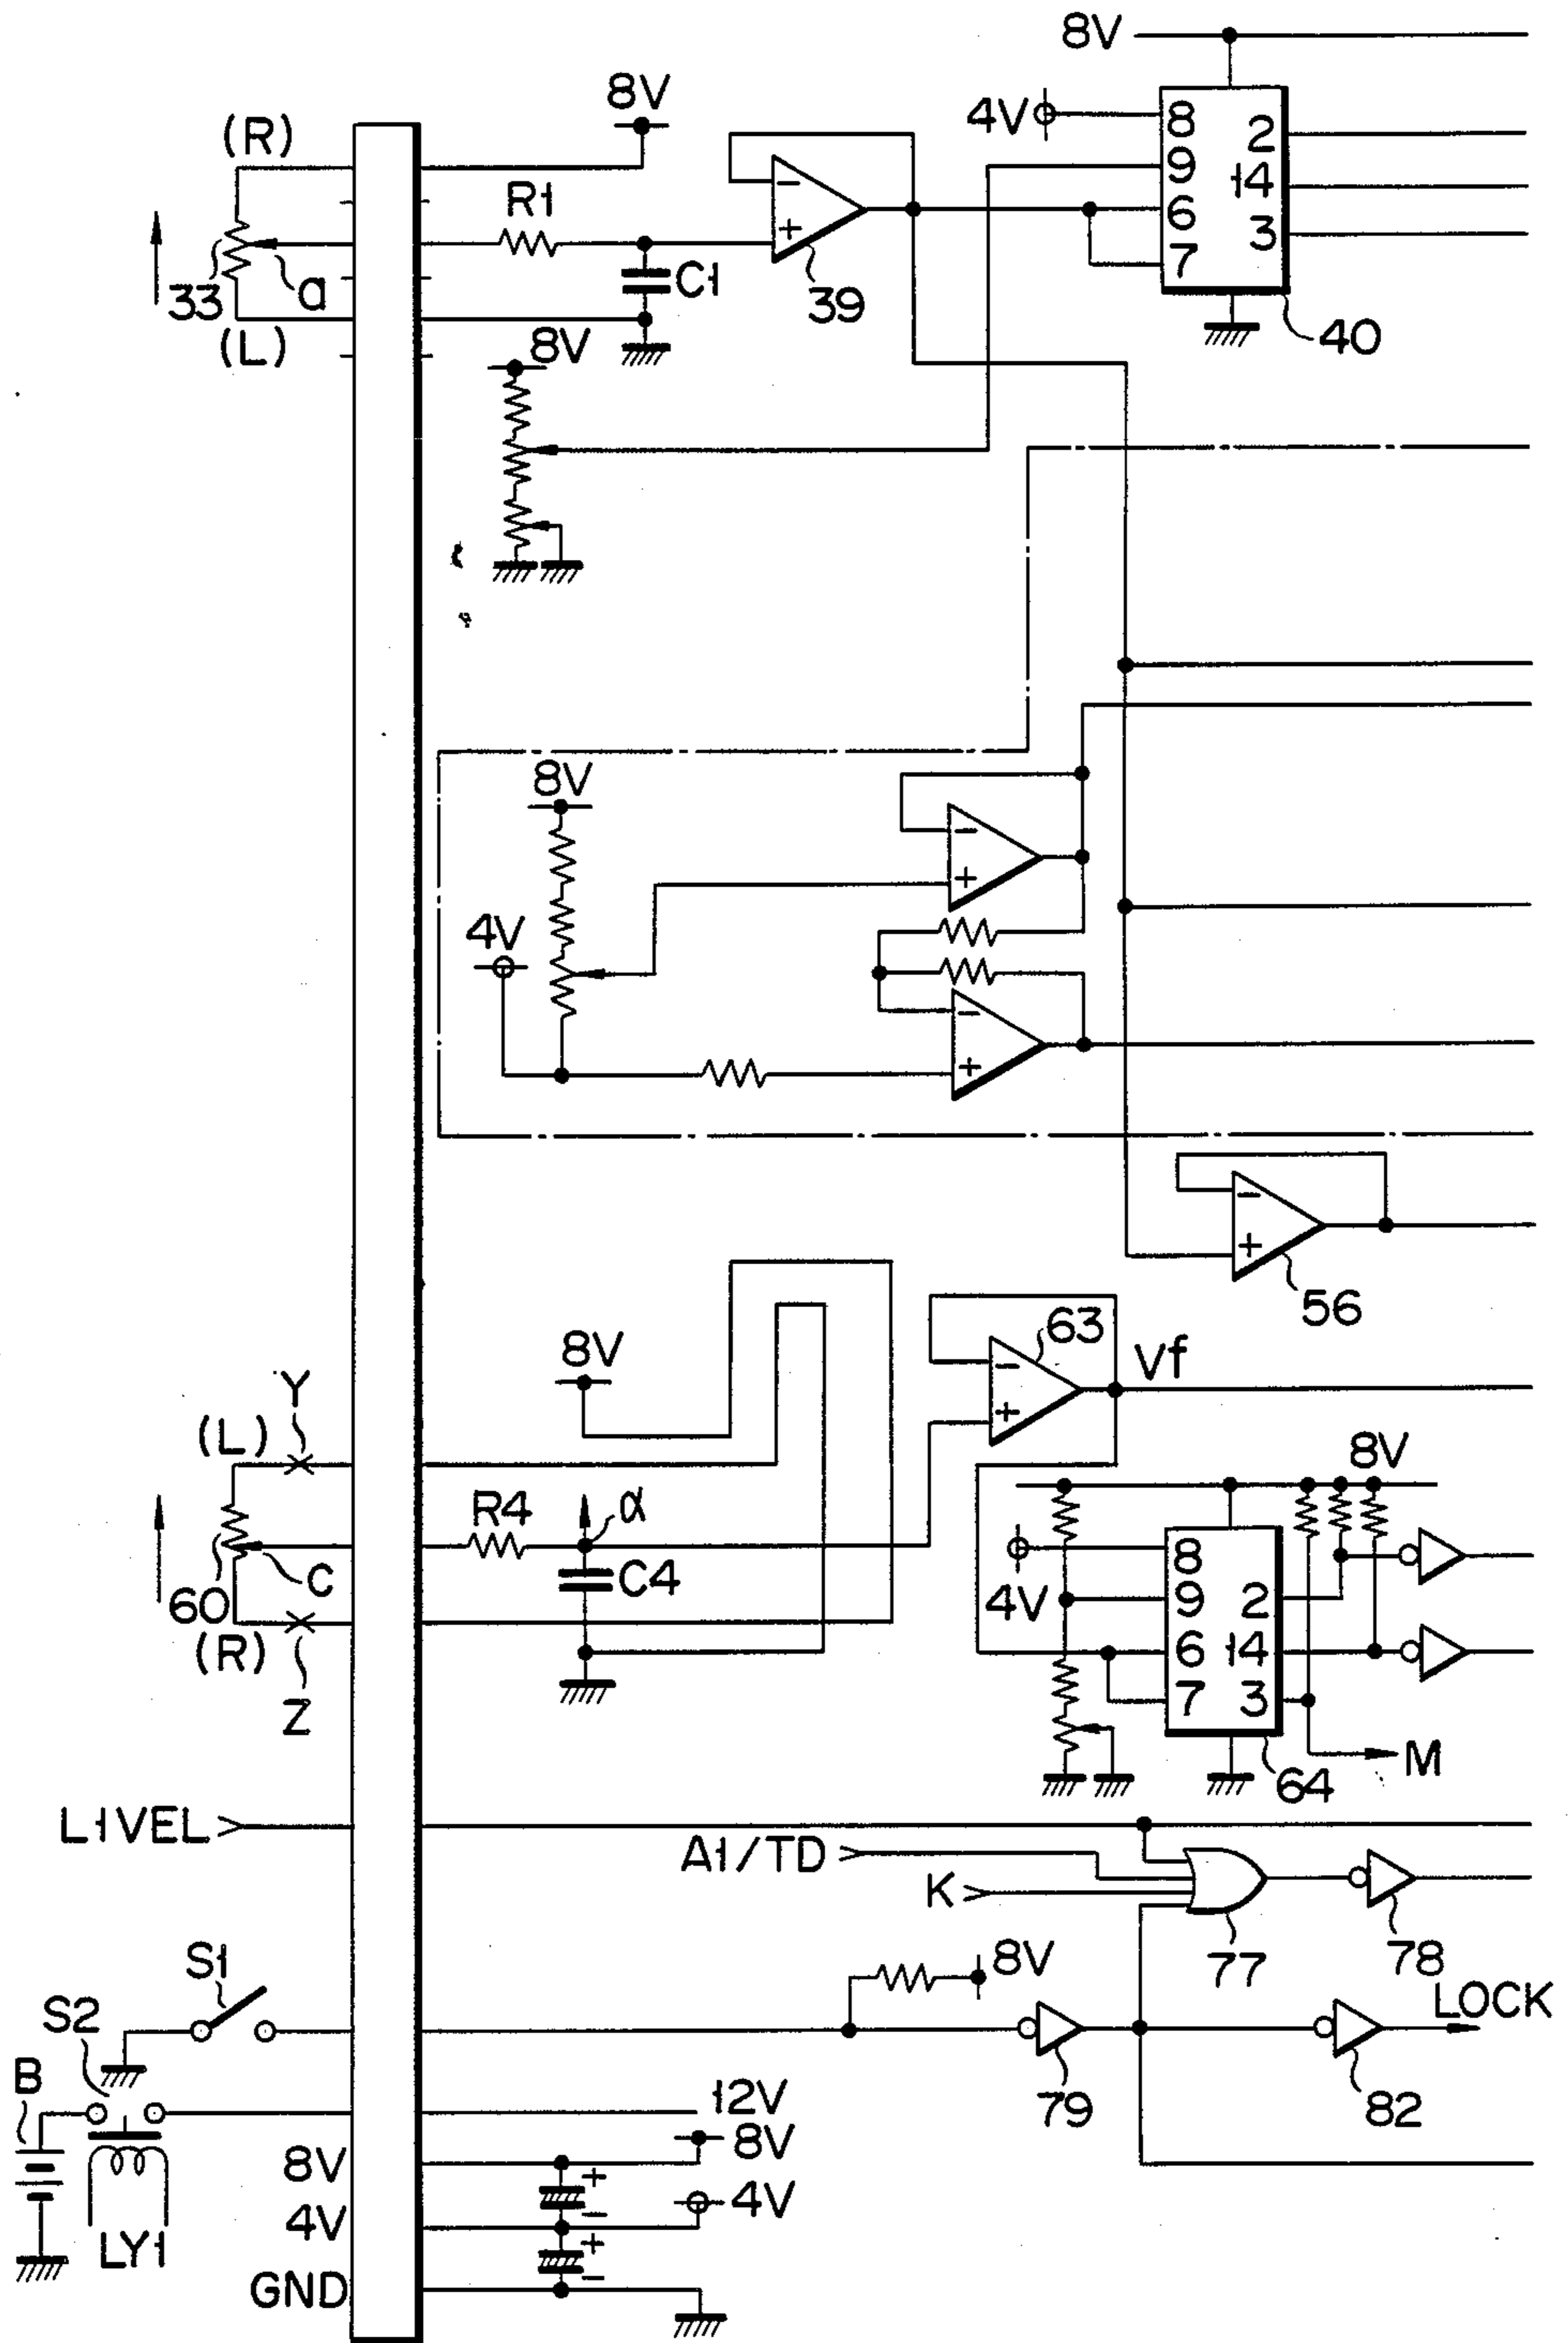 8V
(R)
8V
4V
8
2
9
14
6
3
7
R1
−
+
33
a
C1
39
40
(L)
8V
8V
−
+
4V
−
+
−
+
56
63
8V
−
Vf
+
Y
(L)
8V
R4
α
8
4V
9
2
C4
60
C
6
14
(R)
7
3
Z
M
64
L1VEL
A1/TD
K
77
78
S1
8V
S2
LOCK
B
79
82
12V
8V
8V
+
−
4V
4V
+
−
LY1
GND